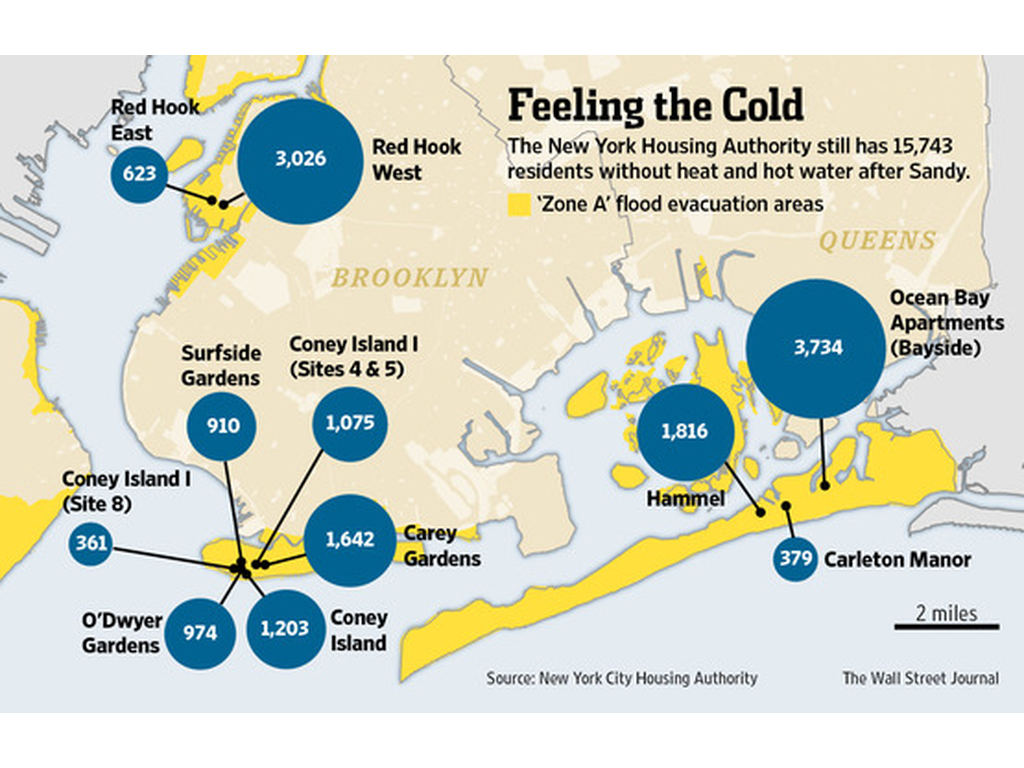 Feeling the Cold
The New York Housing Authority still has 15,743
residents without heat and hot water after Sandy.
'Zone A' flood evacuation areas
Red Hook
East
623
3,026
Red Hook
West
BROOKLYN
QUEENS
Ocean Bay
Apartments
(Bayside)
3,734
Surfside
Gardens
910
Coney Island I
(Sites 4 & 5)
1,075
1,816
Hammel
Coney Island I
(Site 8)
361
1,642
Carey
Gardens
379
Carleton Manor
O'Dwyer
Gardens
974
1,203
Coney
Island
2 miles
Source: New York City Housing Authority
The Wall Street Journal